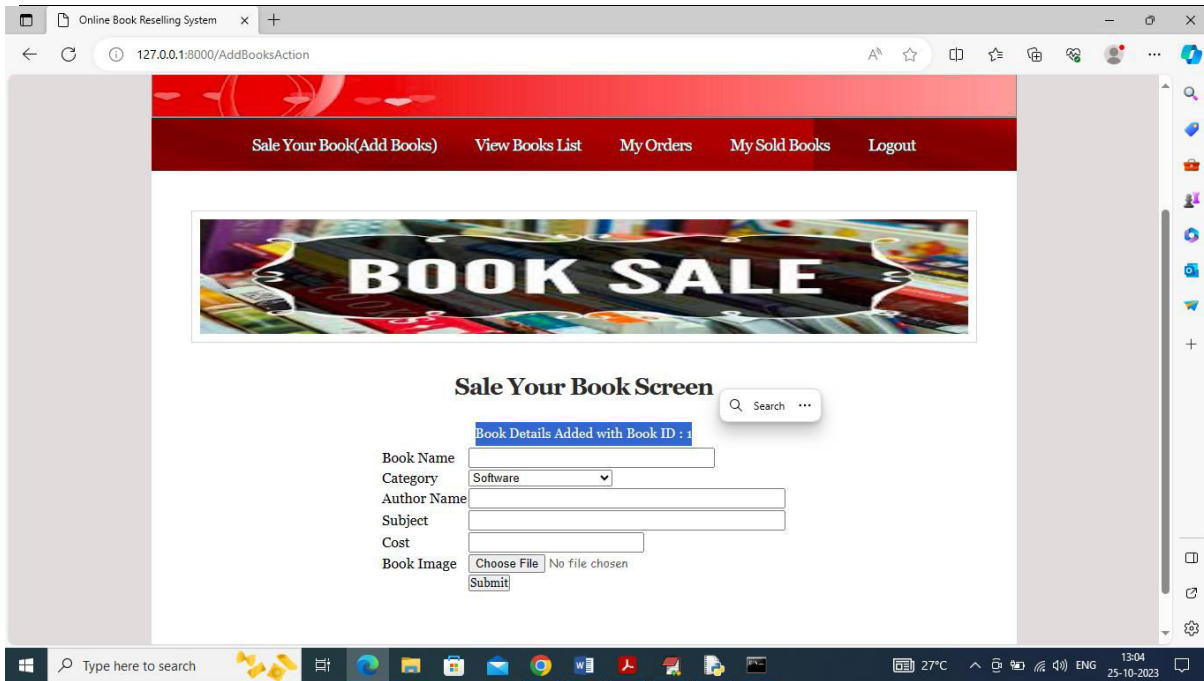 Online Book Reselling System
127.0.0.1:8000/AddBooksAction
Sale Your Book(Add Books) View Books List My Orders My Sold Books Logout
BOOK SALE
Sale Your Book Screen
Search
Book Details Added with Book ID : 1
Book Name
Category Software
Author Name
Subject
Cost
Book Image Choose File No file chosen
Submit
Type here to search 27°C ENG 13:04
25-10-2023